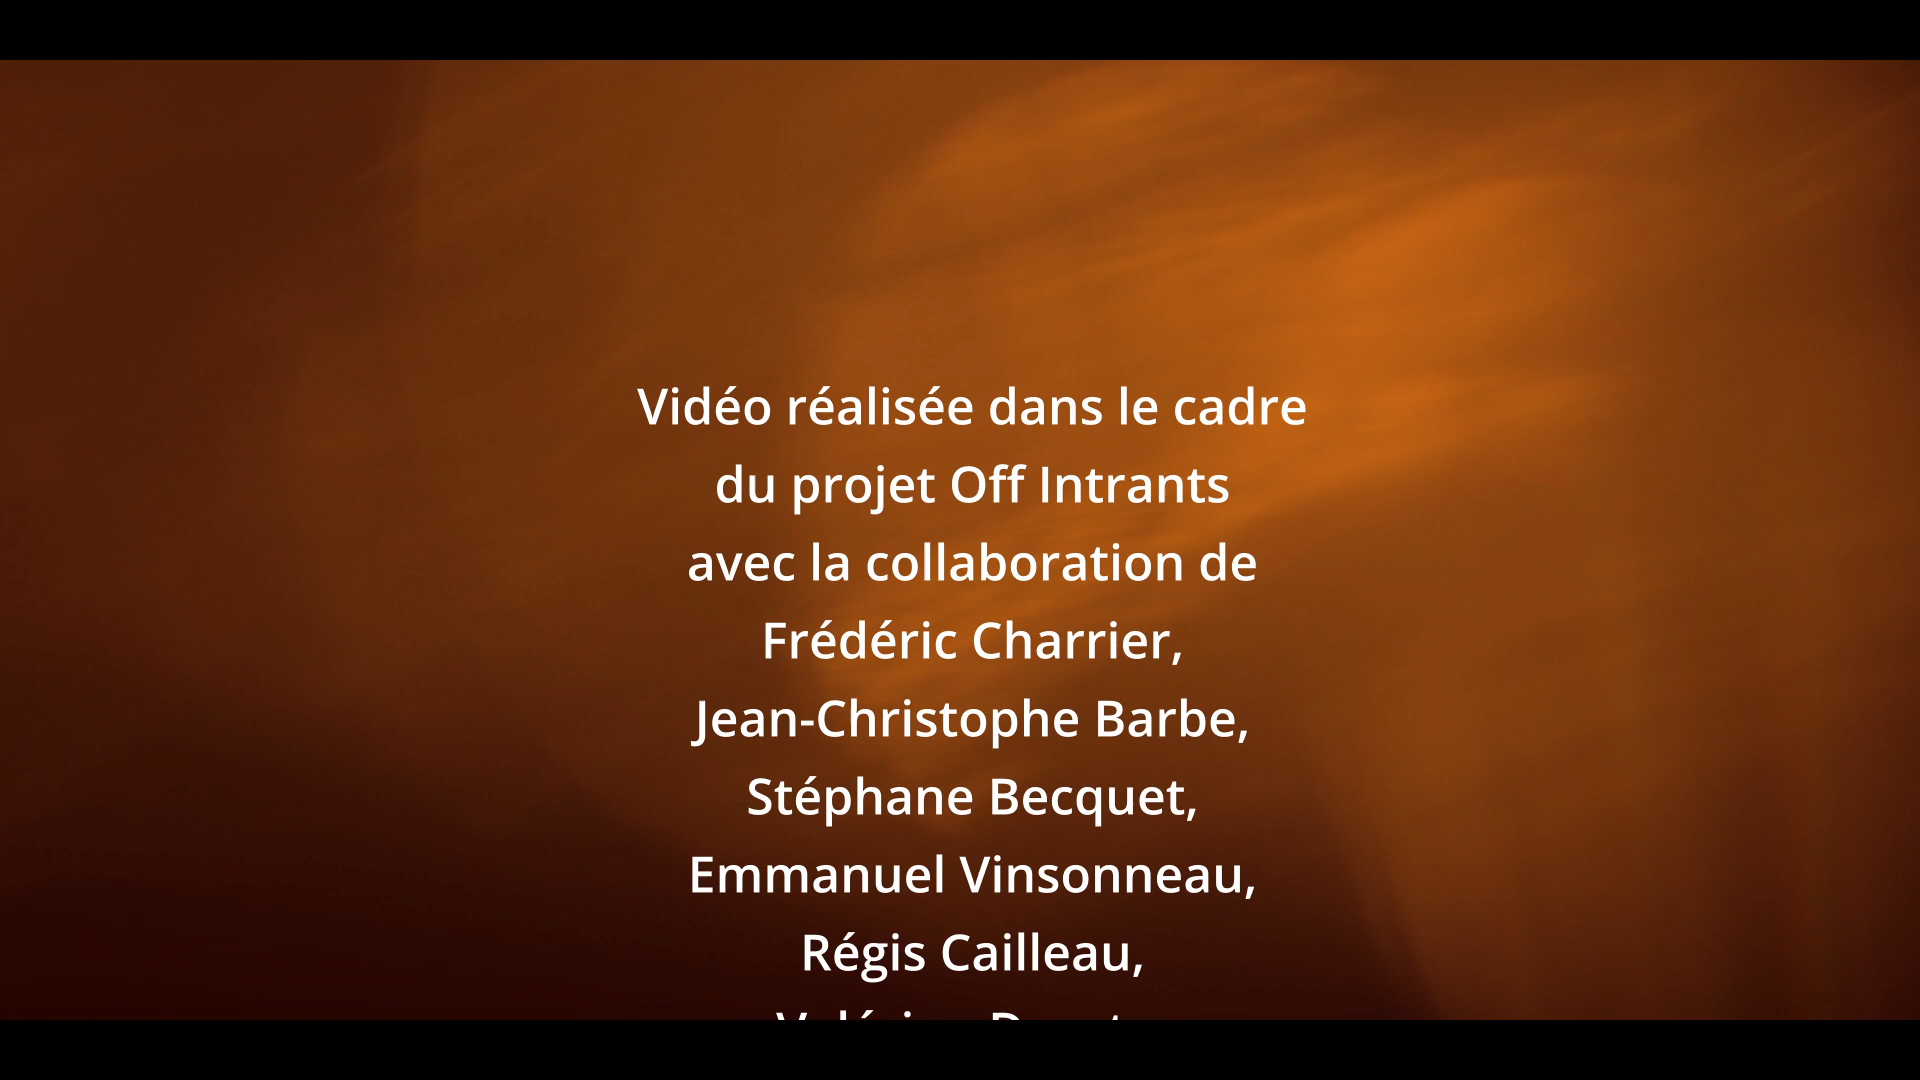 Vidéo réalisée dans le cadre
du projet Off Intrants
avec la collaboration de
Frédéric Charrier,
Jean-Christophe Barbe,
Stéphane Becquet,
Emmanuel Vinsonneau,
Régis Cailleau,